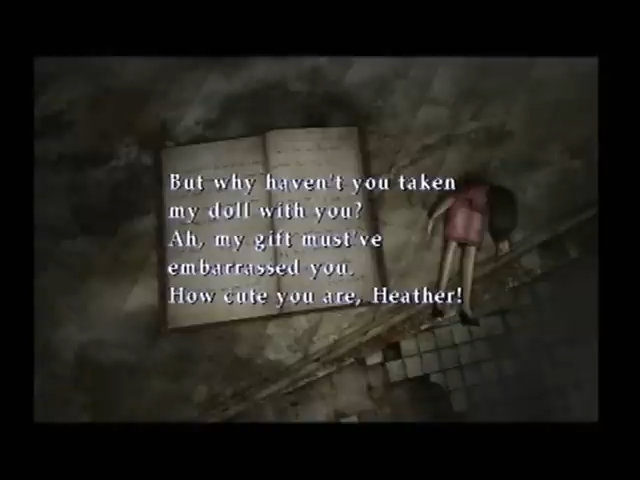 But why haven't you taken
my doll with you?
Ah, my gift must've
embarrassed you.
How cute you are, Heather!